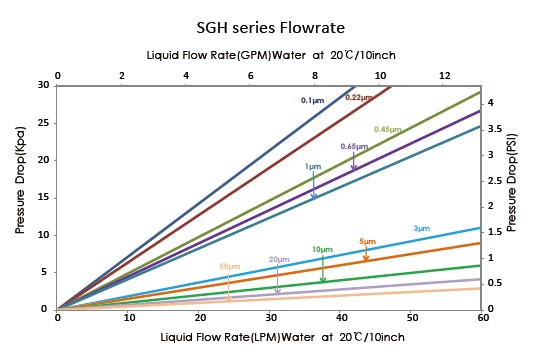 SGH series Flowrate
Liquid Flow Rate(GPM)Water at 20℃/10inch
0 2 4 6 8 10 12
30
25
20
15
10
5
0
Pressure Drop(Kpa)
0.1μm
0.22μm
0.45μm
0.65μm
1μm
3μm
5μm
10μm
20μm
50μm
4
3.5
3
2.5
2
1.5
1
0.5
0
Pressure Drop(PSI)
0 10 20 30 40 50 60
Liquid Flow Rate(LPM)Water at 20℃/10inch